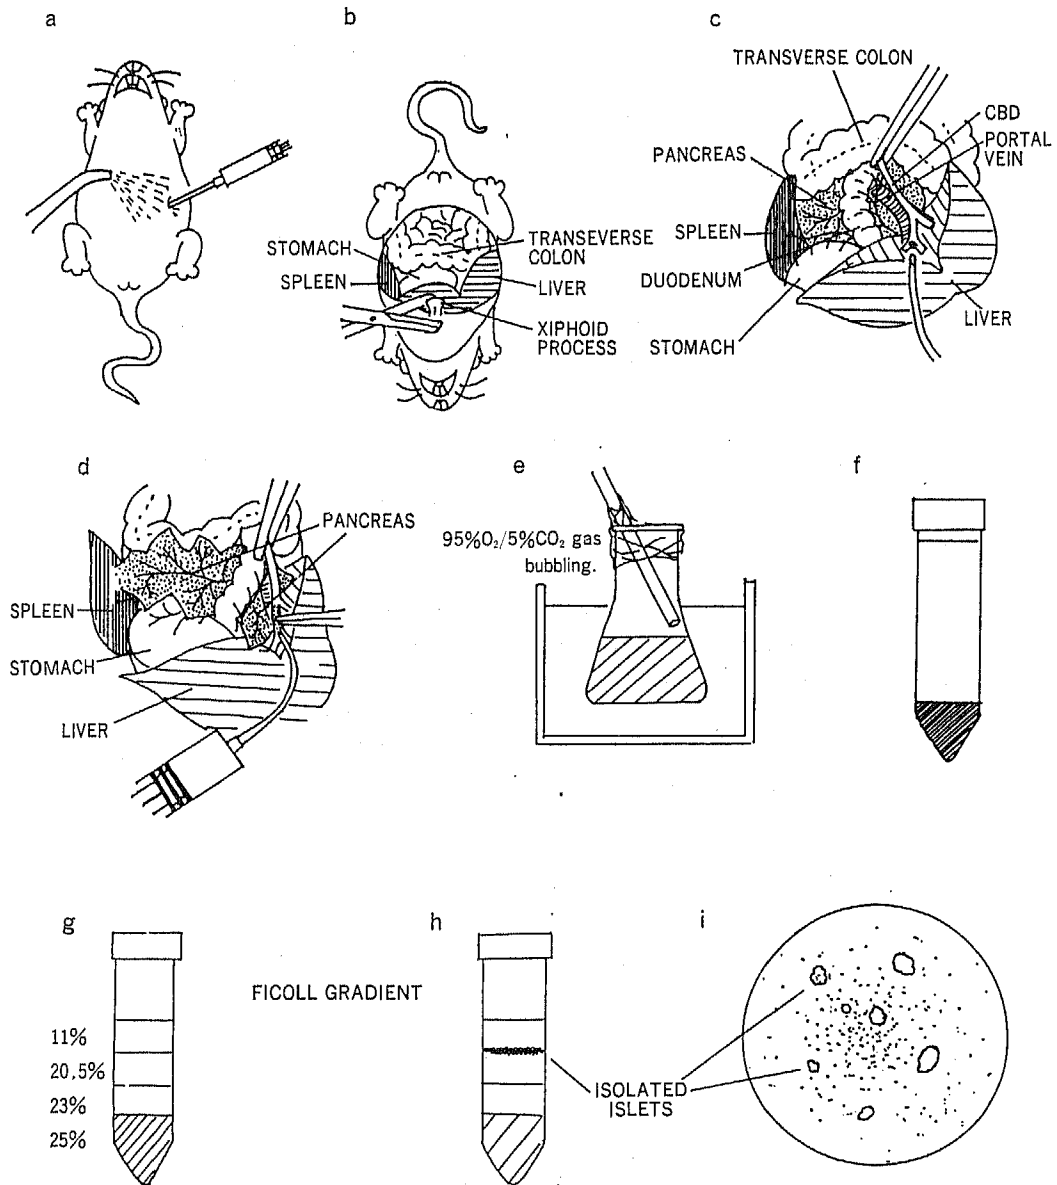 a
b
STOMACH
SPLEEN
TRANSEVERSE
COLON
LIVER
XIPHOID
PROCESS
c
TRANSVERSE COLON
CBD
PORTAL
VEIN
PANCREAS
SPLEEN
DUODENUM
STOMACH
LIVER
d
PANCREAS
SPLEEN
STOMACH
LIVER
e
95%O₂/5%CO₂ gas
bubbling.
f
g
11%
20,5%
23%
25%
FICOLL GRADIENT
h
ISOLATED
ISLETS
i